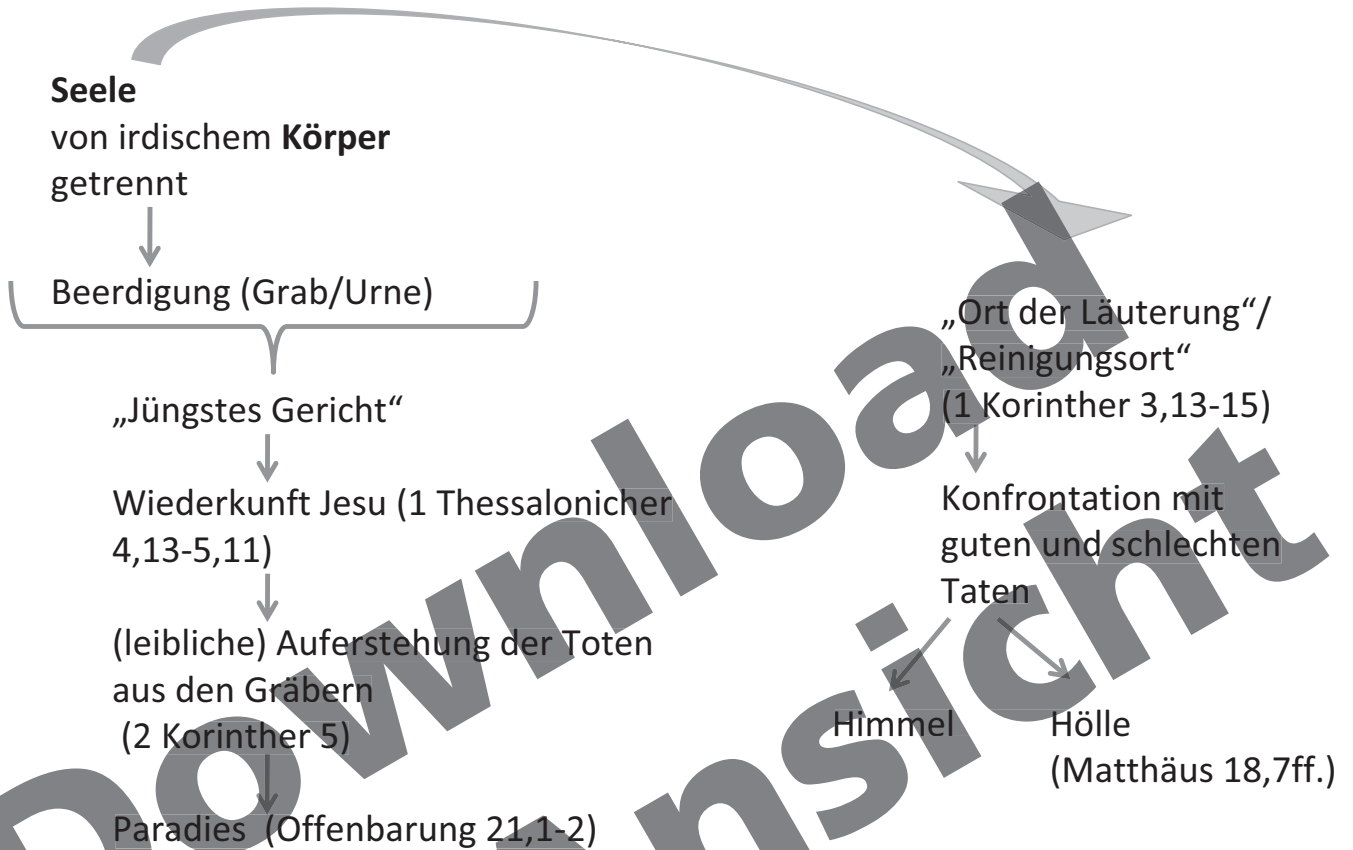 Seele
von irdischem Körper
getrennt
Beerdigung (Grab/Urne)
„Jüngstes Gericht“
Wiederkunft Jesu (1 Thessalonicher
4,13-5,11)
(leibliche) Auferstehung der Toten
aus den Gräbern
(2 Korinther 5)
Paradies (Offenbarung 21,1-2)
„Ort der Läuterung“/
„Reinigungsort“
(1 Korinther 3,13-15)
Konfrontation mit
guten und schlechten
Taten
Himmel
Hölle
(Matthäus 18,7ff.)
Download
Ansicht